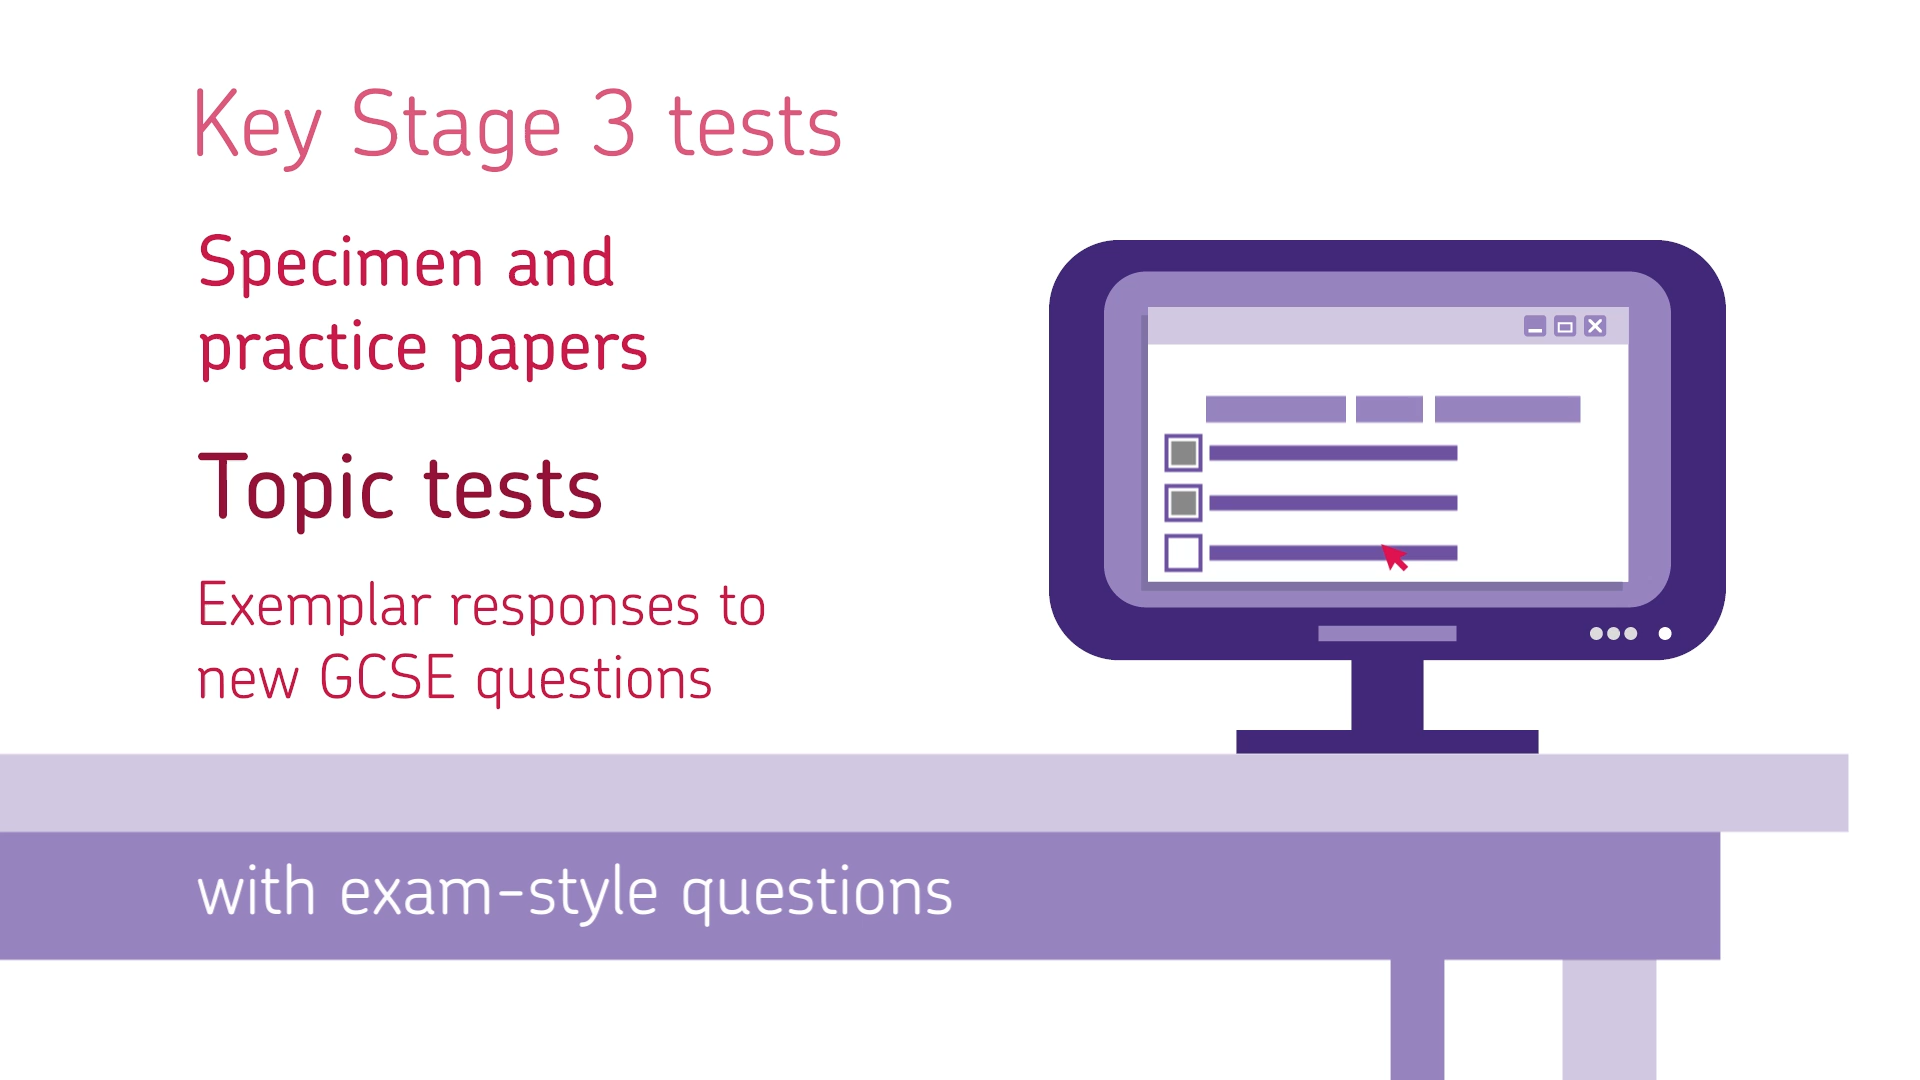 Key Stage 3 tests
Specimen and
practice papers
Topic tests
Exemplar responses to
new GCSE questions
with exam-style questions